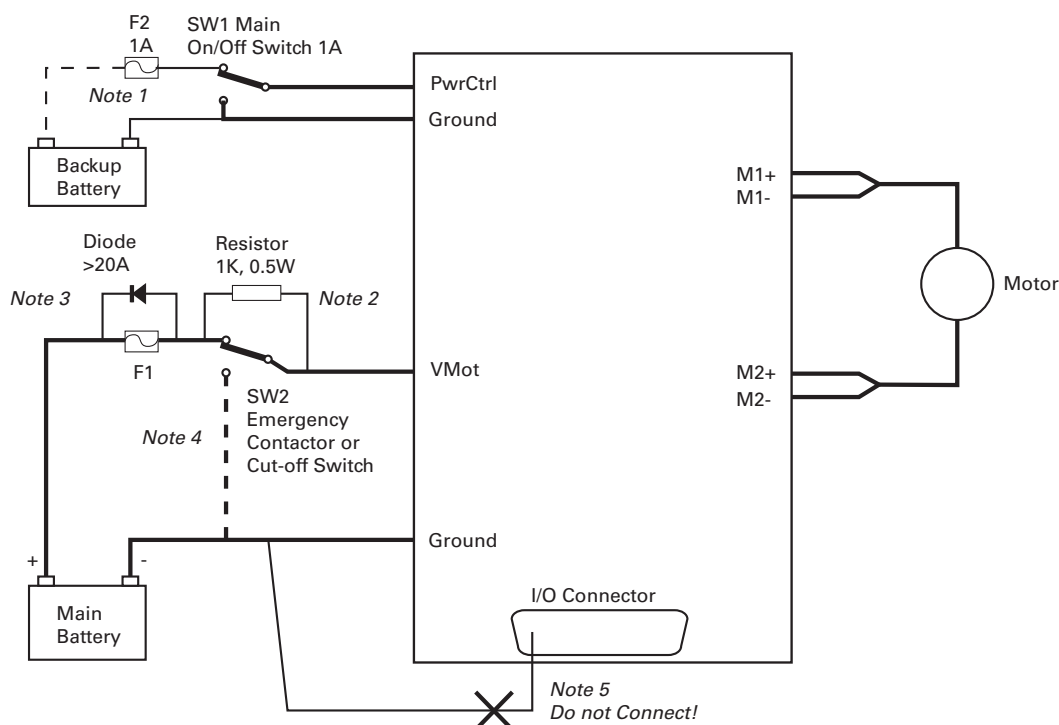 F2
1A
SW1 Main
On/Off Switch 1A
Note 1
PwrCtrl
Ground
Backup
Battery
M1+
M1-
Diode
>20A
Resistor
1K, 0.5W
Note 3
Note 2
Motor
F1
VMot
M2+
M2-
SW2
Emergency
Contactor or
Cut-off Switch
Note 4
Ground
+
-
I/O Connector
Main
Battery
Note 5
Do not Connect!